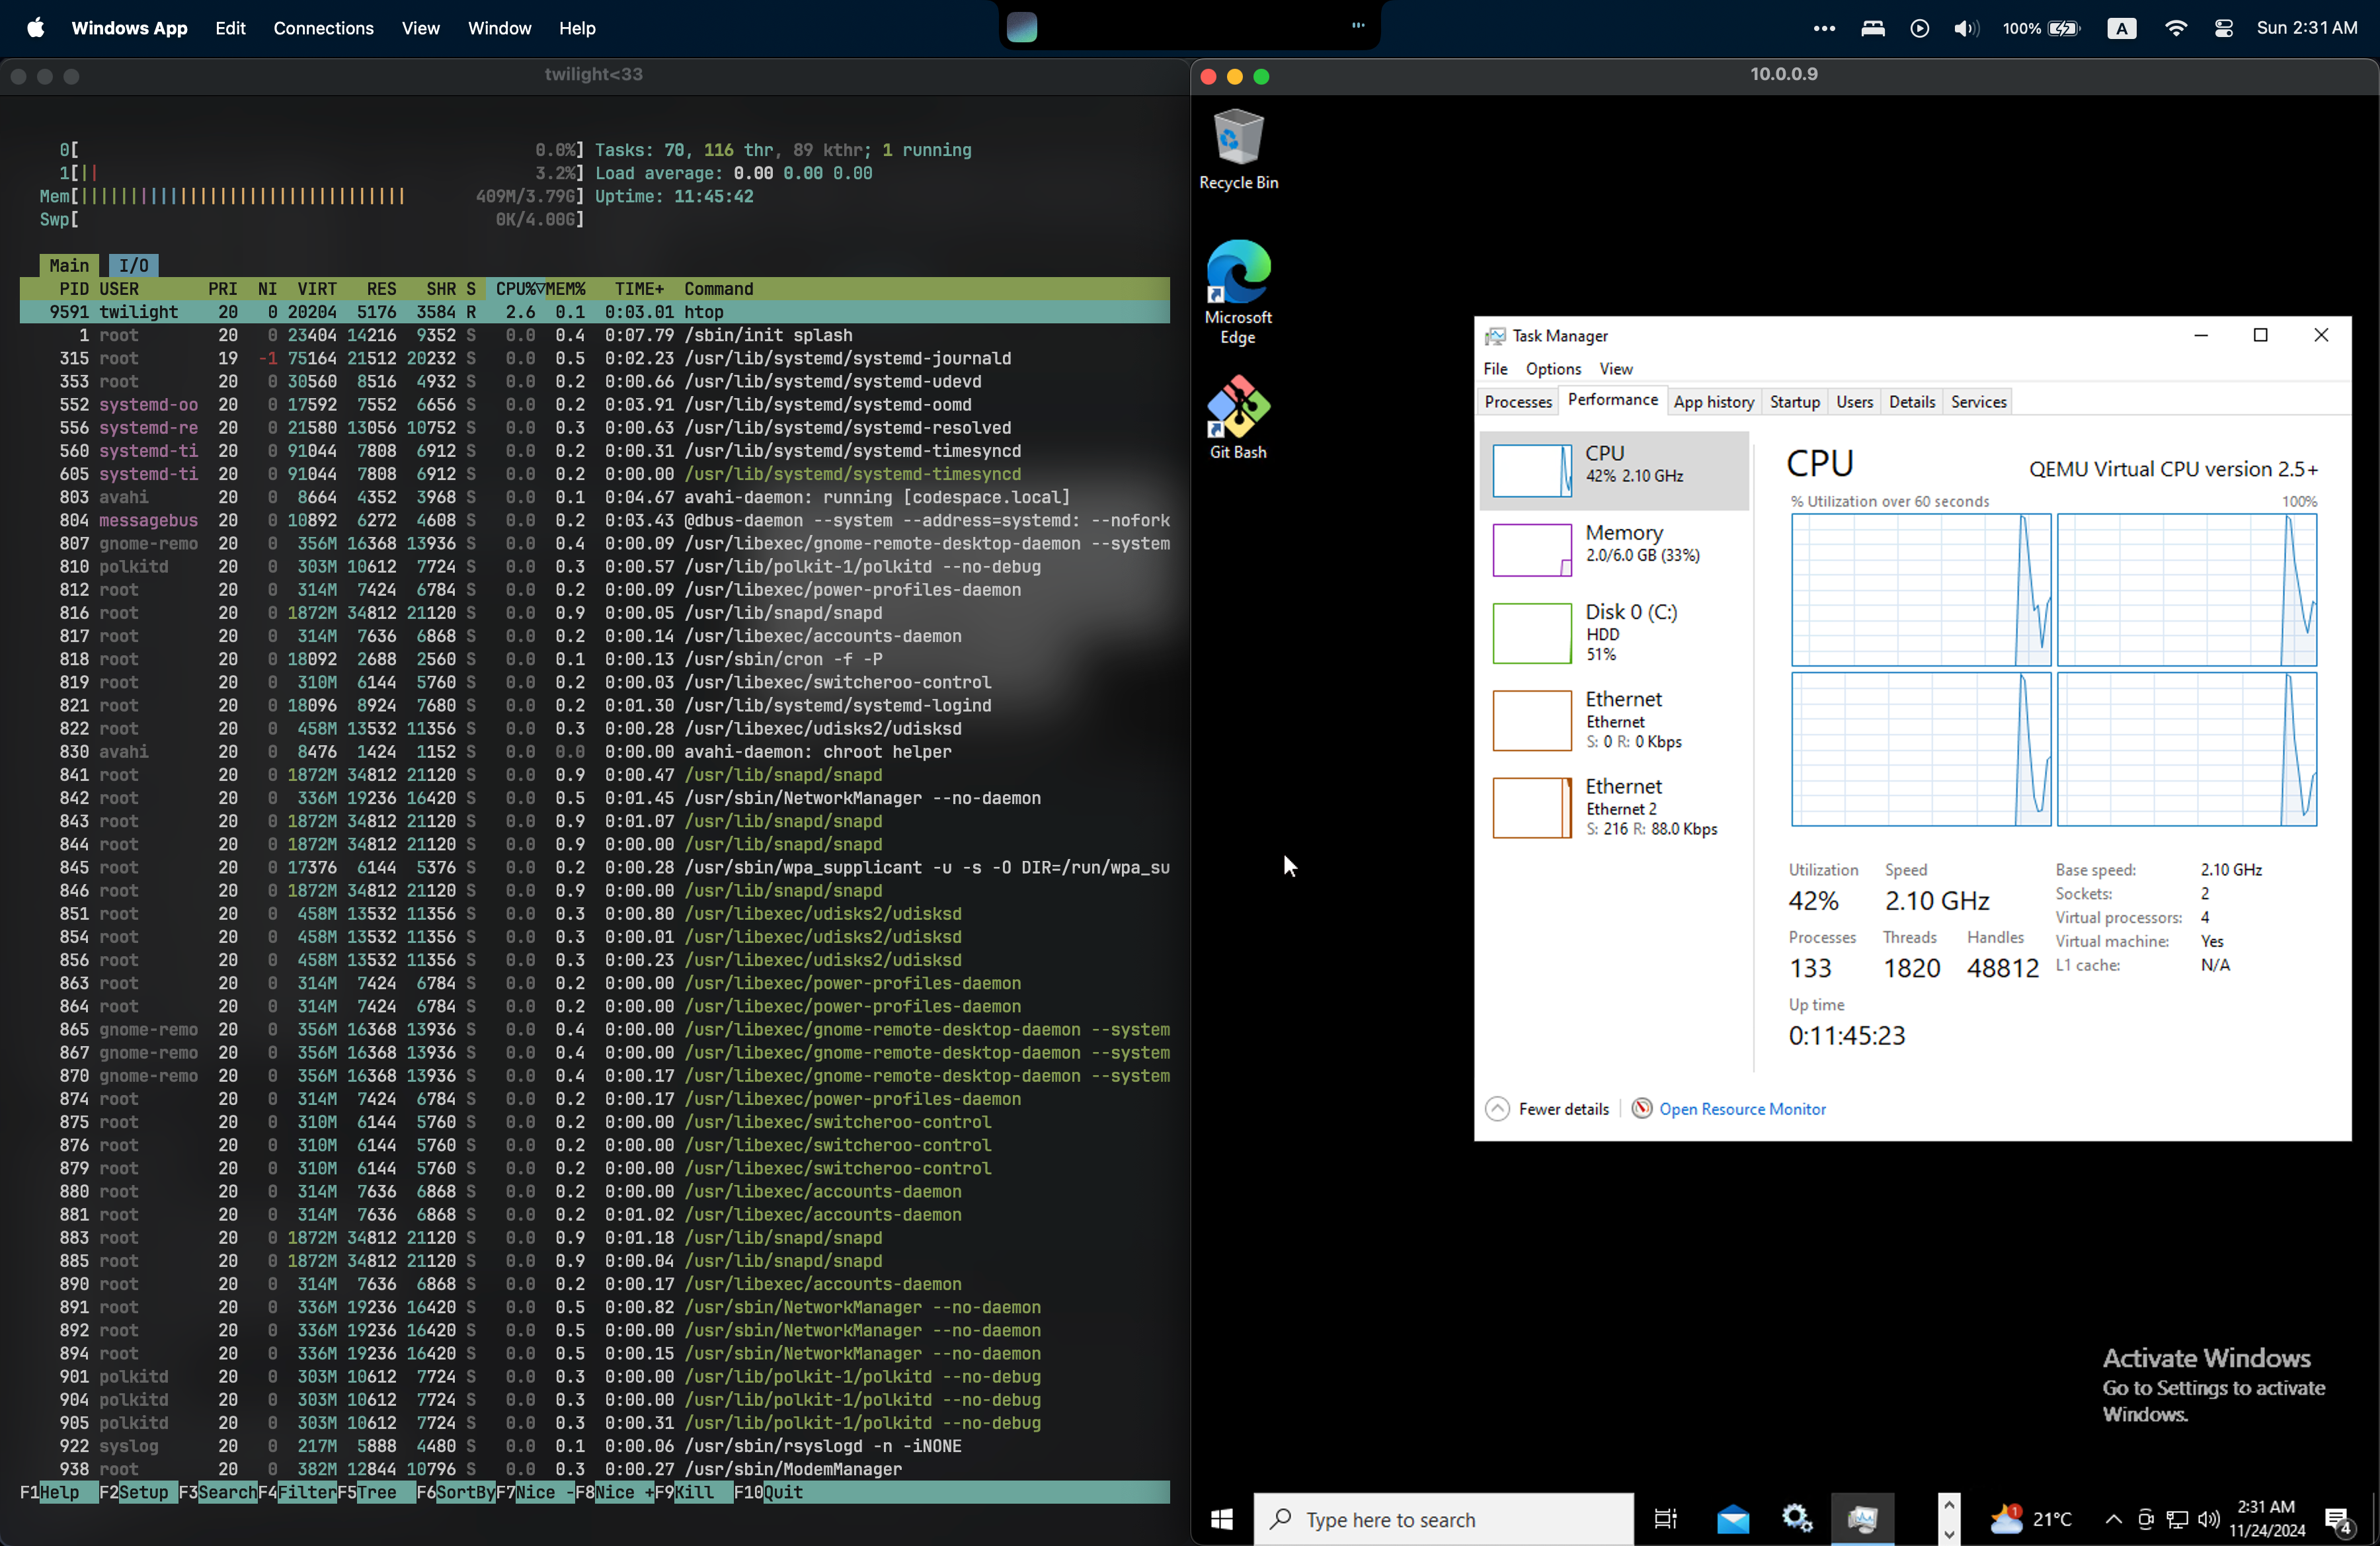 Windows App Edit Connections View Window Help
100% A Sun 2:31 AM
twilight<33
0[ 0.0%] Tasks: 70, 116 thr, 89 kthr; 1 running
1[|| 3.2%] Load average: 0.00 0.00 0.00
Mem[||||||||||||||||||||||||||||||||| 409M/3.79G] Uptime: 11:45:42
Swp[ 0K/4.00G]
Main I/O
PID USER PRI NI VIRT RES SHR S CPU%▽MEM% TIME+ Command
9591 twilight 20 0 20204 5176 3584 R 2.6 0.1 0:03.01 htop
1 root 20 0 23404 14216 9352 S 0.0 0.4 0:07.79 /sbin/init splash
315 root 19 -1 75164 21512 20232 S 0.0 0.5 0:02.23 /usr/lib/systemd/systemd-journald
353 root 20 0 30560 8516 4932 S 0.0 0.2 0:00.66 /usr/lib/systemd/systemd-udevd
552 systemd-oo 20 0 17592 7552 6656 S 0.0 0.2 0:03.91 /usr/lib/systemd/systemd-oomd
556 systemd-re 20 0 21580 13056 10752 S 0.0 0.3 0:00.63 /usr/lib/systemd/systemd-resolved
560 systemd-ti 20 0 91044 7808 6912 S 0.0 0.2 0:00.31 /usr/lib/systemd/systemd-timesyncd
605 systemd-ti 20 0 91044 7808 6912 S 0.0 0.2 0:00.00 /usr/lib/systemd/systemd-timesyncd
803 avahi 20 0 8664 4352 3968 S 0.0 0.1 0:04.67 avahi-daemon: running [codespace.local]
804 messagebus 20 0 10892 6272 4608 S 0.0 0.2 0:03.43 @dbus-daemon --system --address=systemd: --nofork
807 gnome-remo 20 0 356M 16368 13936 S 0.0 0.4 0:00.09 /usr/libexec/gnome-remote-desktop-daemon --system
810 polkitd 20 0 303M 10612 7724 S 0.0 0.3 0:00.57 /usr/lib/polkit-1/polkitd --no-debug
812 root 20 0 314M 7424 6784 S 0.0 0.2 0:00.09 /usr/libexec/power-profiles-daemon
816 root 20 0 1872M 34812 21120 S 0.0 0.9 0:00.05 /usr/lib/snapd/snapd
817 root 20 0 314M 7636 6868 S 0.0 0.2 0:00.14 /usr/libexec/accounts-daemon
818 root 20 0 18092 2688 2560 S 0.0 0.1 0:00.13 /usr/sbin/cron -f -P
819 root 20 0 310M 6144 5760 S 0.0 0.2 0:00.03 /usr/libexec/switcheroo-control
821 root 20 0 18096 8924 7680 S 0.0 0.2 0:01.30 /usr/lib/systemd/systemd-logind
822 root 20 0 458M 13532 11356 S 0.0 0.3 0:00.28 /usr/libexec/udisks2/udisksd
830 avahi 20 0 8476 1424 1152 S 0.0 0.0 0:00.00 avahi-daemon: chroot helper
841 root 20 0 1872M 34812 21120 S 0.0 0.9 0:00.47 /usr/lib/snapd/snapd
842 root 20 0 336M 19236 16420 S 0.0 0.5 0:01.45 /usr/sbin/NetworkManager --no-daemon
843 root 20 0 1872M 34812 21120 S 0.0 0.9 0:01.07 /usr/lib/snapd/snapd
844 root 20 0 1872M 34812 21120 S 0.0 0.9 0:00.00 /usr/lib/snapd/snapd
845 root 20 0 17376 6144 5376 S 0.0 0.2 0:00.28 /usr/sbin/wpa_supplicant -u -s -O DIR=/run/wpa_su
846 root 20 0 1872M 34812 21120 S 0.0 0.9 0:00.00 /usr/lib/snapd/snapd
851 root 20 0 458M 13532 11356 S 0.0 0.3 0:00.80 /usr/libexec/udisks2/udisksd
854 root 20 0 458M 13532 11356 S 0.0 0.3 0:00.01 /usr/libexec/udisks2/udisksd
856 root 20 0 458M 13532 11356 S 0.0 0.3 0:00.23 /usr/libexec/udisks2/udisksd
863 root 20 0 314M 7424 6784 S 0.0 0.2 0:00.00 /usr/libexec/power-profiles-daemon
864 root 20 0 314M 7424 6784 S 0.0 0.2 0:00.00 /usr/libexec/power-profiles-daemon
865 gnome-remo 20 0 356M 16368 13936 S 0.0 0.4 0:00.00 /usr/libexec/gnome-remote-desktop-daemon --system
867 gnome-remo 20 0 356M 16368 13936 S 0.0 0.4 0:00.00 /usr/libexec/gnome-remote-desktop-daemon --system
870 gnome-remo 20 0 356M 16368 13936 S 0.0 0.4 0:00.17 /usr/libexec/gnome-remote-desktop-daemon --system
874 root 20 0 314M 7424 6784 S 0.0 0.2 0:00.17 /usr/libexec/power-profiles-daemon
875 root 20 0 310M 6144 5760 S 0.0 0.2 0:00.00 /usr/libexec/switcheroo-control
876 root 20 0 310M 6144 5760 S 0.0 0.2 0:00.00 /usr/libexec/switcheroo-control
879 root 20 0 310M 6144 5760 S 0.0 0.2 0:00.00 /usr/libexec/switcheroo-control
880 root 20 0 314M 7636 6868 S 0.0 0.2 0:00.00 /usr/libexec/accounts-daemon
881 root 20 0 314M 7636 6868 S 0.0 0.2 0:01.02 /usr/libexec/accounts-daemon
883 root 20 0 1872M 34812 21120 S 0.0 0.9 0:01.18 /usr/lib/snapd/snapd
885 root 20 0 1872M 34812 21120 S 0.0 0.9 0:00.04 /usr/lib/snapd/snapd
890 root 20 0 314M 7636 6868 S 0.0 0.2 0:00.17 /usr/libexec/accounts-daemon
891 root 20 0 336M 19236 16420 S 0.0 0.5 0:00.82 /usr/sbin/NetworkManager --no-daemon
892 root 20 0 336M 19236 16420 S 0.0 0.5 0:00.00 /usr/sbin/NetworkManager --no-daemon
894 root 20 0 336M 19236 16420 S 0.0 0.5 0:00.15 /usr/sbin/NetworkManager --no-daemon
901 polkitd 20 0 303M 10612 7724 S 0.0 0.3 0:00.00 /usr/lib/polkit-1/polkitd --no-debug
904 polkitd 20 0 303M 10612 7724 S 0.0 0.3 0:00.00 /usr/lib/polkit-1/polkitd --no-debug
905 polkitd 20 0 303M 10612 7724 S 0.0 0.3 0:00.31 /usr/lib/polkit-1/polkitd --no-debug
922 syslog 20 0 217M 5888 4480 S 0.0 0.1 0:00.06 /usr/sbin/rsyslogd -n -iNONE
938 root 20 0 382M 12844 10796 S 0.0 0.3 0:00.27 /usr/sbin/ModemManager
F1Help F2Setup F3SearchF4FilterF5Tree F6SortByF7Nice -F8Nice +F9Kill F10Quit
10.0.0.9
Recycle Bin
Microsoft
Edge
Git Bash
Task Manager
File Options View
Processes Performance App history Startup Users Details Services
CPU
42% 2.10 GHz
Memory
2.0/6.0 GB (33%)
Disk 0 (C:)
HDD
51%
Ethernet
Ethernet
S: 0 R: 0 Kbps
Ethernet
Ethernet 2
S: 216 R: 88.0 Kbps
CPU QEMU Virtual CPU version 2.5+
% Utilization over 60 seconds 100%
Utilization Speed
42% 2.10 GHz
Processes Threads Handles
133 1820 48812
Up time
0:11:45:23
Base speed: 2.10 GHz
Sockets: 2
Virtual processors: 4
Virtual machine: Yes
L1 cache: N/A
Fewer details Open Resource Monitor
Activate Windows
Go to Settings to activate
Windows.
Type here to search
1
21°C
2:31 AM
11/24/2024
4